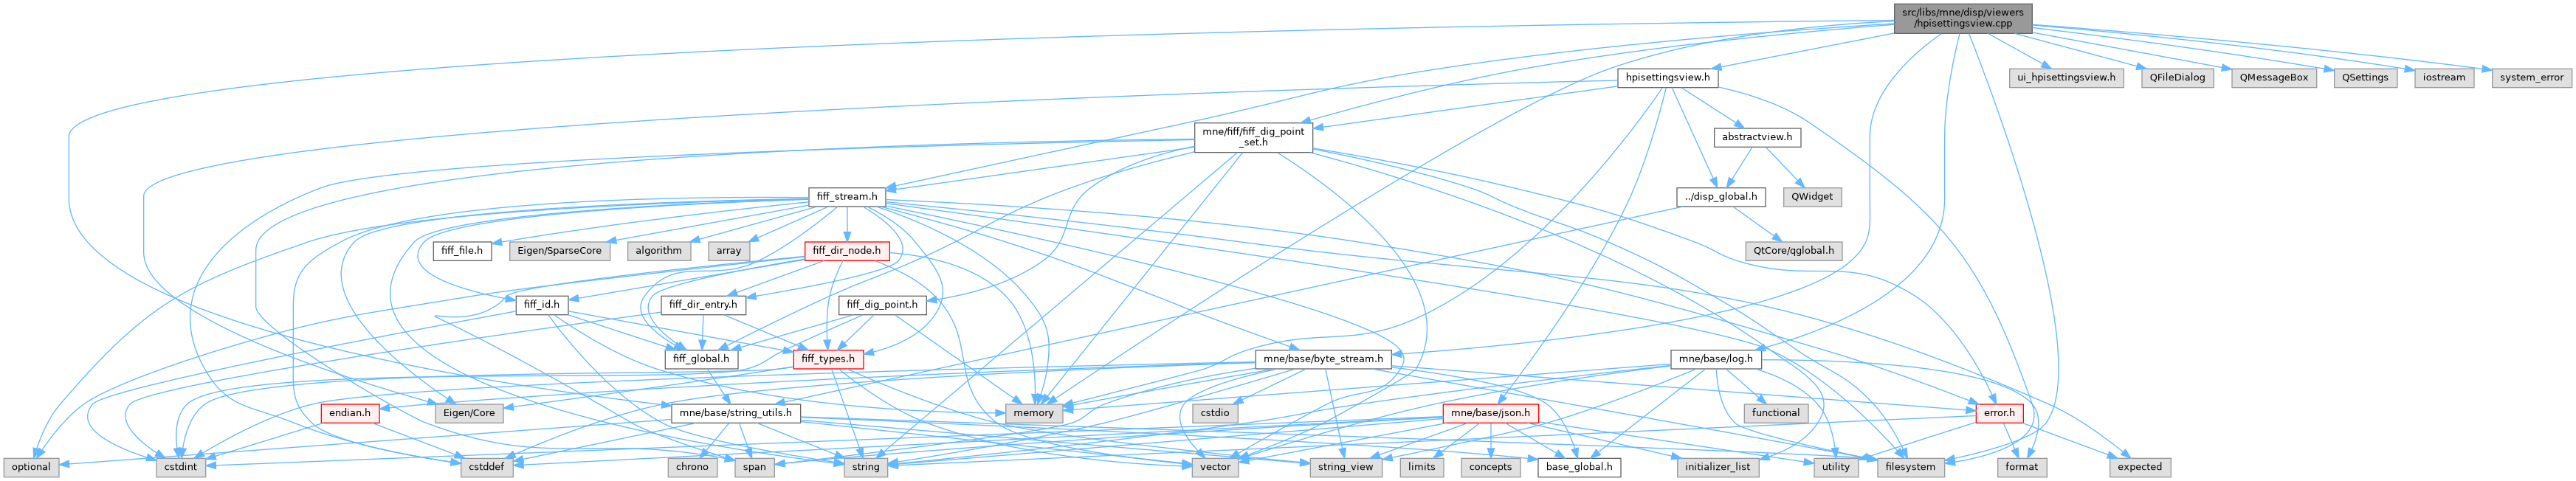 src/libs/mne/disp/viewers
/hpisettingsview.cpp
hpisettingsview.h
ui_hpisettingsview.h
QFileDialog
QMessageBox
QSettings
iostream
system_error
mne/fiff/fiff_dig_point
_set.h
abstractview.h
fiff_stream.h
../disp_global.h
QWidget
fiff_file.h
Eigen/SparseCore
algorithm
array
fiff_dir_node.h
QtCore/qglobal.h
fiff_id.h
fiff_dir_entry.h
fiff_dig_point.h
fiff_global.h
fiff_types.h
mne/base/byte_stream.h
mne/base/log.h
endian.h
Eigen/Core
mne/base/string_utils.h
memory
cstdio
mne/base/json.h
functional
error.h
optional
cstdint
cstddef
chrono
span
string
vector
string_view
limits
concepts
base_global.h
initializer_list
utility
filesystem
format
expected